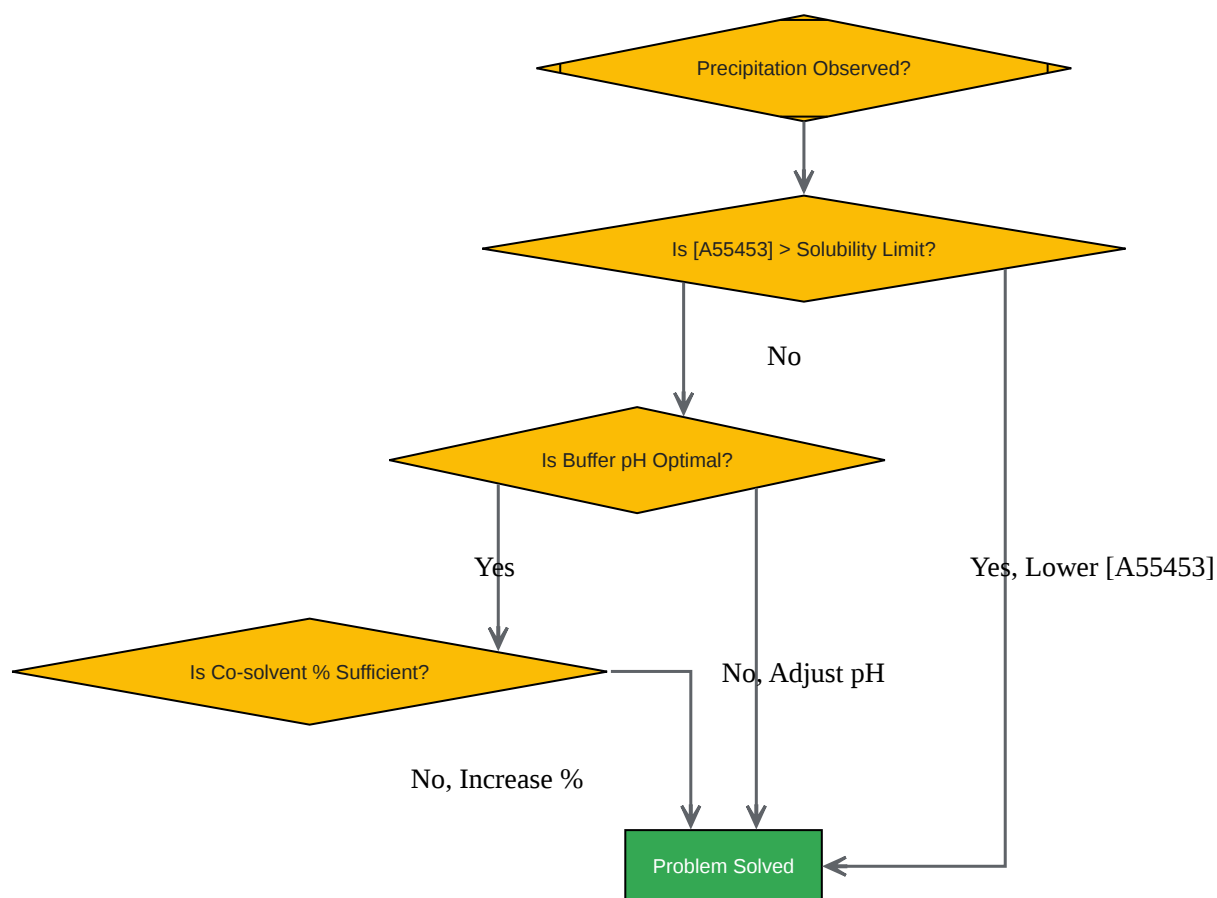 Precipitation Observed?
Is [A55453] > Solubility Limit?
No
Is Buffer pH Optimal?
Yes
Yes, Lower [A55453]
Is Co-solvent % Sufficient?
No, Adjust pH
No, Increase %
Problem Solved